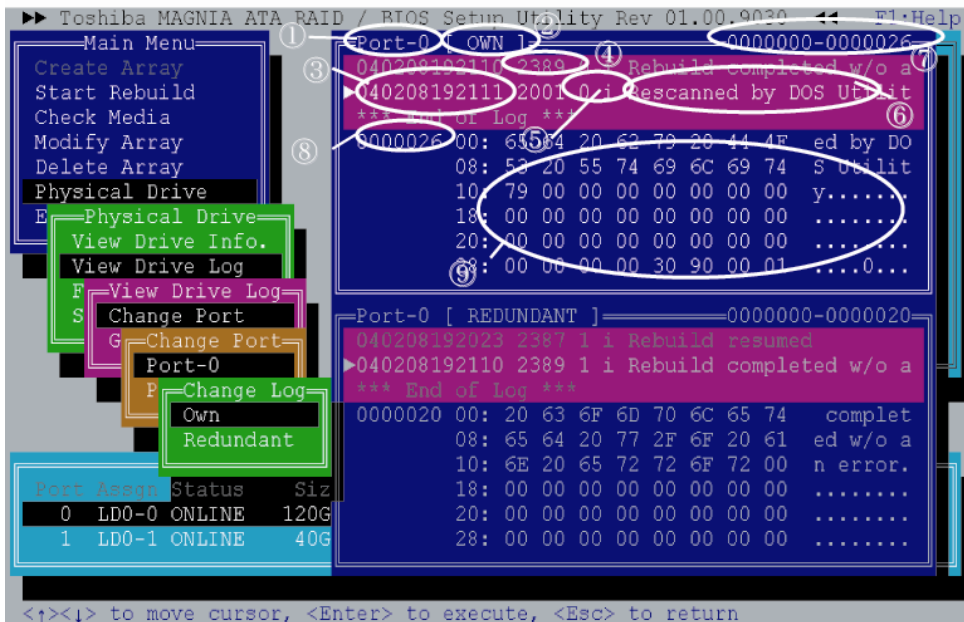 ▶▶ Toshiba MAGNIA ATA RAID / BIOS Setup Utility Rev 01.00.9030 ◀◀ F1:Help
Main Menu
Create Array
Start Rebuild
Check Media
Modify Array
Delete Array
Physical Drive
E
Physical Drive
View Drive Info.
View Drive Log
F
S
View Drive Log
Change Port
G
Change Port
Port-0
P
Change Log
Own
Redundant
Port Assgn Status Siz
0 LD0-0 ONLINE 120G
1 LD0-1 ONLINE 40G
① Port-0 [ OWN ] ② 0000000-0000026 ⑦
③ 040208192110 2389 ④ i Rebuild completed w/o a
▶040208192111 2001 0 i Rescanned by DOS Utilit ⑥
*** End of Log *** ⑤
⑧ 0000026 00: 65 64 20 62 79 20 44 4F ed by DO
08: 53 20 55 74 69 6C 69 74 S Utilit
10: 79 00 00 00 00 00 00 00 y.......
18: 00 00 00 00 00 00 00 00 ........
20: 00 00 00 00 00 00 00 00 ........
⑨ 8: 00 00 00 00 30 90 00 01 ....0...
Port-0 [ REDUNDANT ] 0000000-0000020
040208192023 2387 1 i Rebuild resumed
▶040208192110 2389 1 i Rebuild completed w/o a
*** End of Log ***
0000020 00: 20 63 6F 6D 70 6C 65 74 complet
08: 65 64 20 77 2F 6F 20 61 ed w/o a
10: 6E 20 65 72 72 6F 72 00 n error.
18: 00 00 00 00 00 00 00 00 ........
20: 00 00 00 00 00 00 00 00 ........
28: 00 00 00 00 00 00 00 00 ........
<↑><↓> to move cursor, <Enter> to execute, <Esc> to return